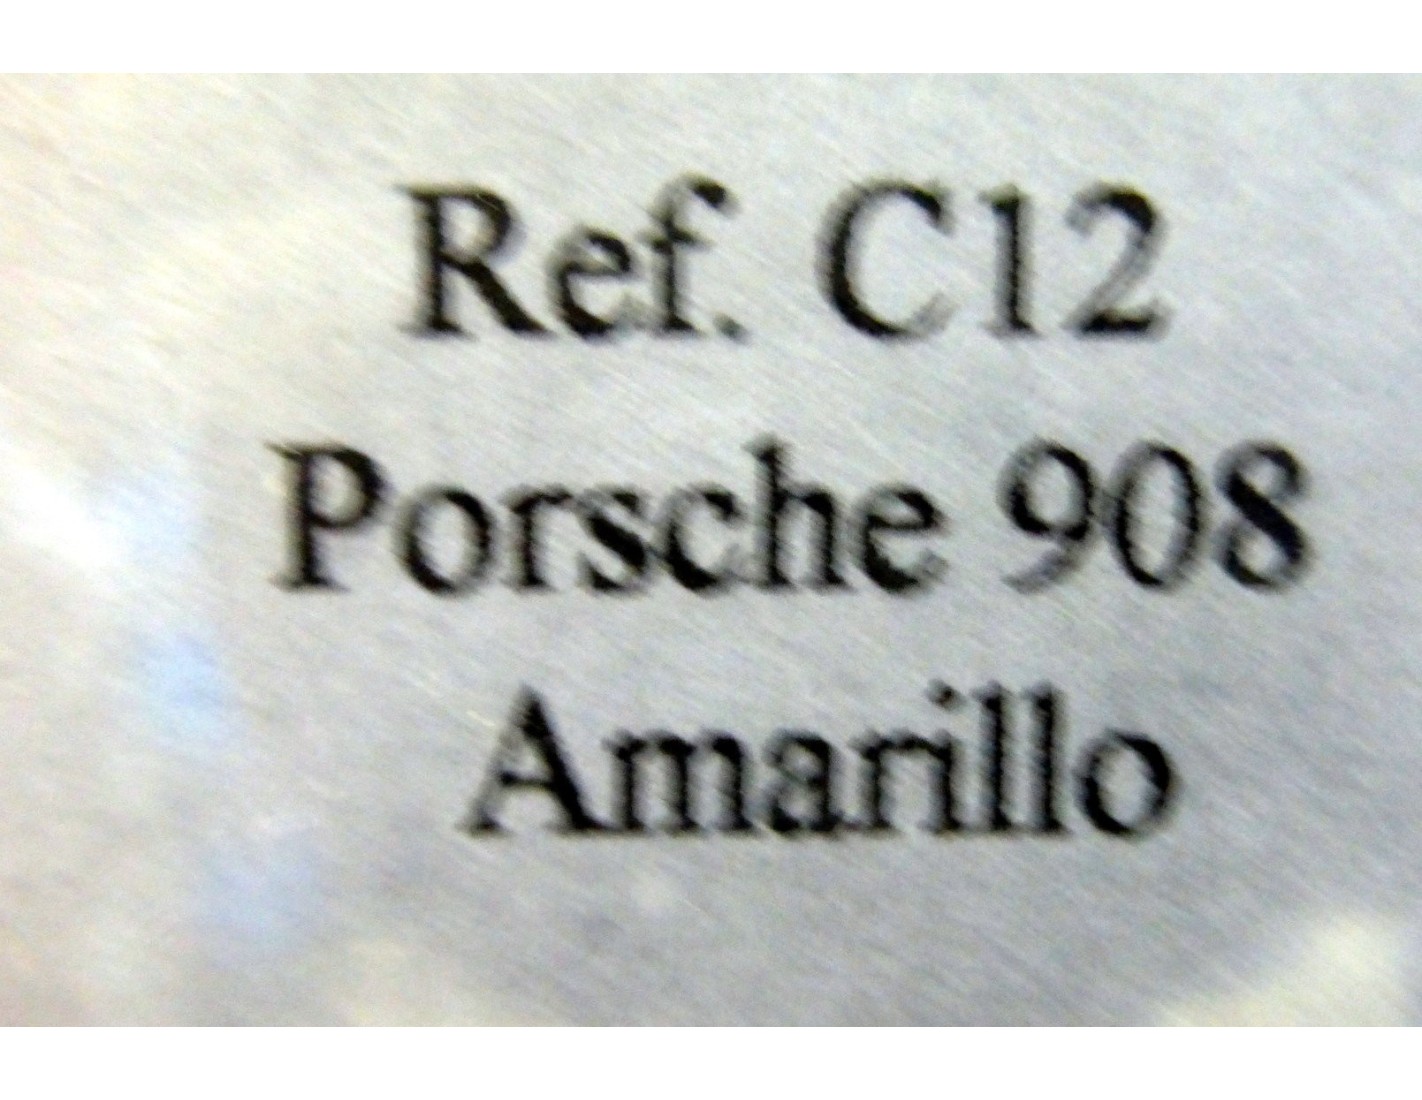 Ref. C12
Porsche 908
Amarillo